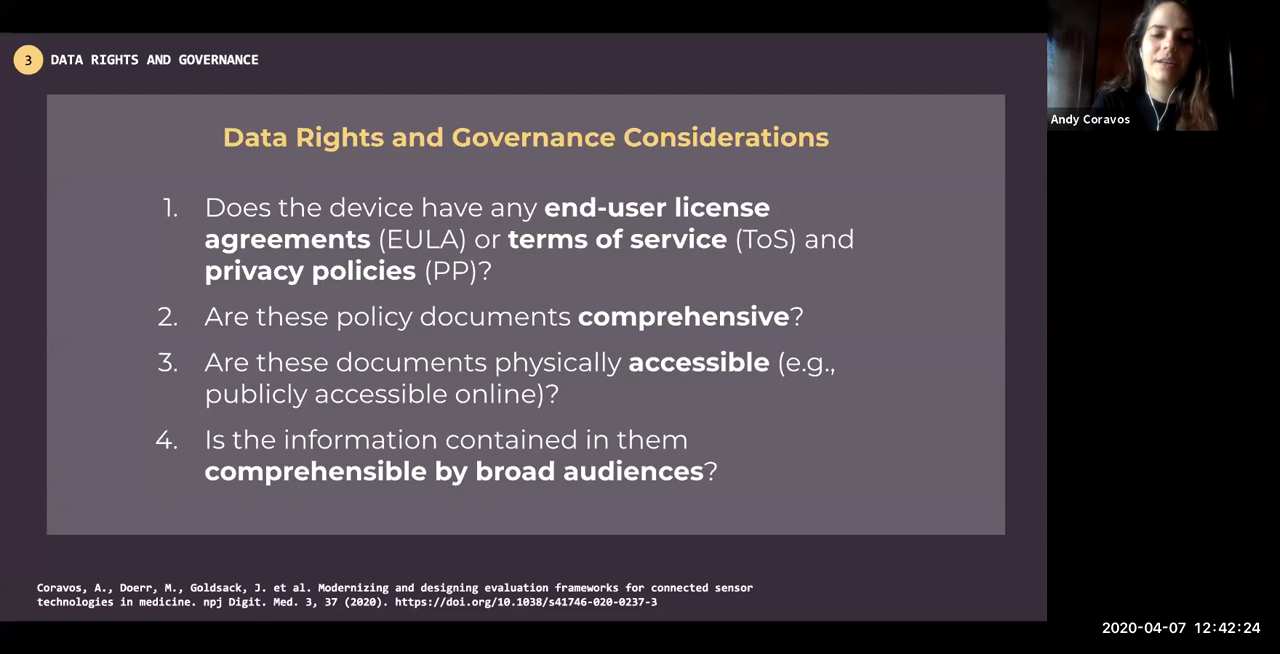 3 DATA RIGHTS AND GOVERNANCE
Andy Coravos
Data Rights and Governance Considerations
1. Does the device have any end-user license
agreements (EULA) or terms of service (ToS) and
privacy policies (PP)?
2. Are these policy documents comprehensive?
3. Are these documents physically accessible (e.g.,
publicly accessible online)?
4. Is the information contained in them
comprehensible by broad audiences?
Coravos, A., Doerr, M., Goldsack, J. et al. Modernizing and designing evaluation frameworks for connected sensor
technologies in medicine. npj Digit. Med. 3, 37 (2020). https://doi.org/10.1038/s41746-020-0237-3
2020-04-07 12:42:24